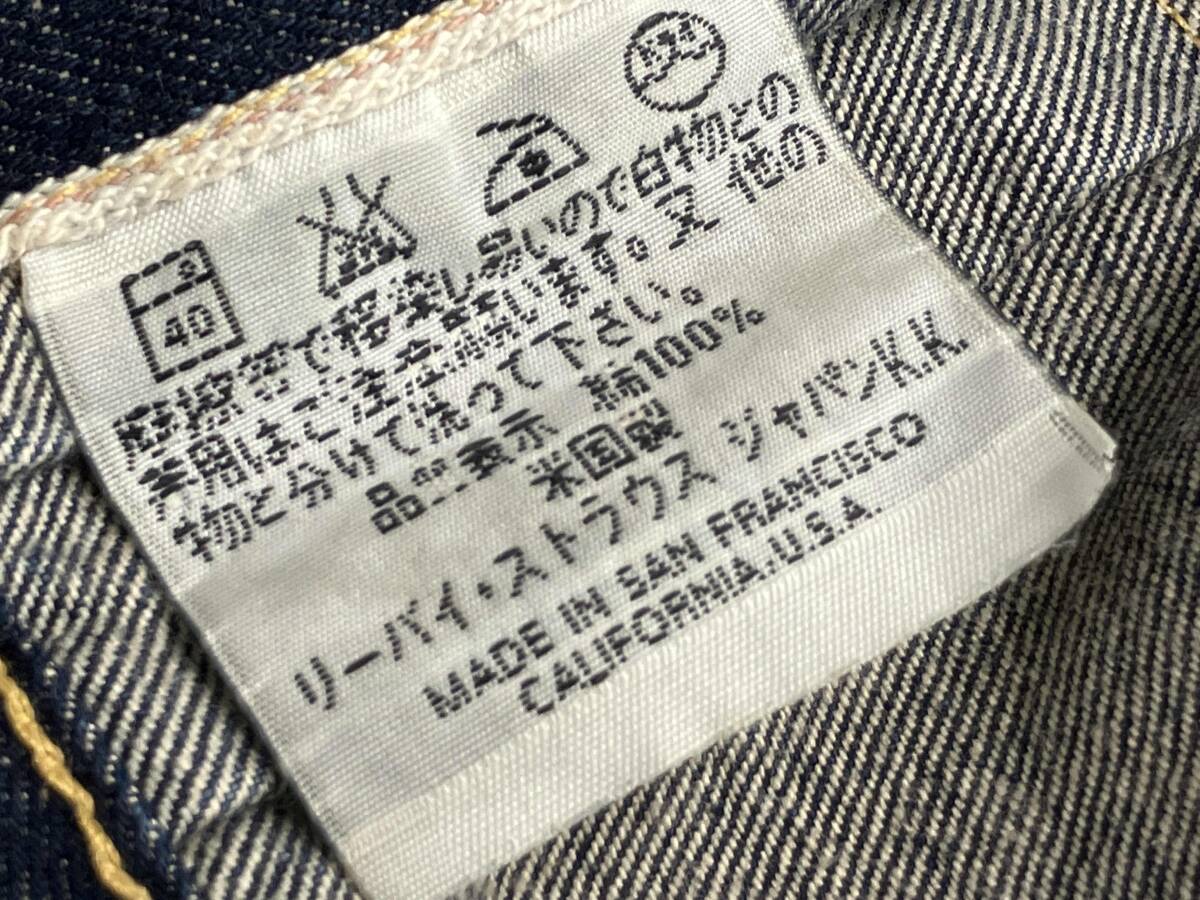 40
摩擦等で移染し易いので白物との
着用はご注意願います。又 他の
物と分けて洗って下さい。
品質表示 綿100%
米国製
リーバイ・ストラウス ジャパンK.K.
MADE IN SAN FRANCISCO
CALIFORNIA,U.S.A.